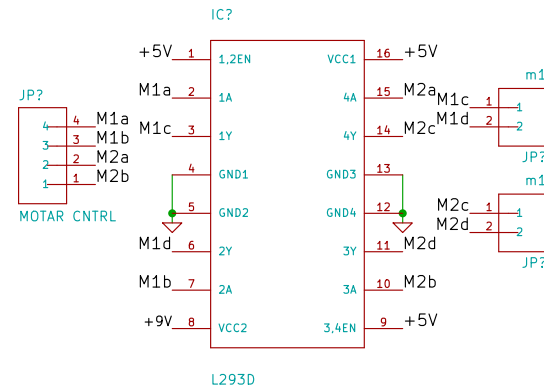 IC?
+5V 1 1,2EN VCC1 16 +5V
M1a 2 1A 4A 15 M2a
M1c 3 1Y 4Y 14 M2c
4 GND1 GND3 13
5 GND2 GND4 12
M1d 6 2Y 3Y 11 M2d
M1b 7 2A 3A 10 M2b
+9V 8 VCC2 3,4EN 9 +5V
L293D
JP?
4 4 M1a
3 3 M1b
2 2 M2a
1 1 M2b
MOTAR CNTRL
m1
M1c 1 1
M1d 2 2
JP?
m1
M2c 1 1
M2d 2 2
JP?